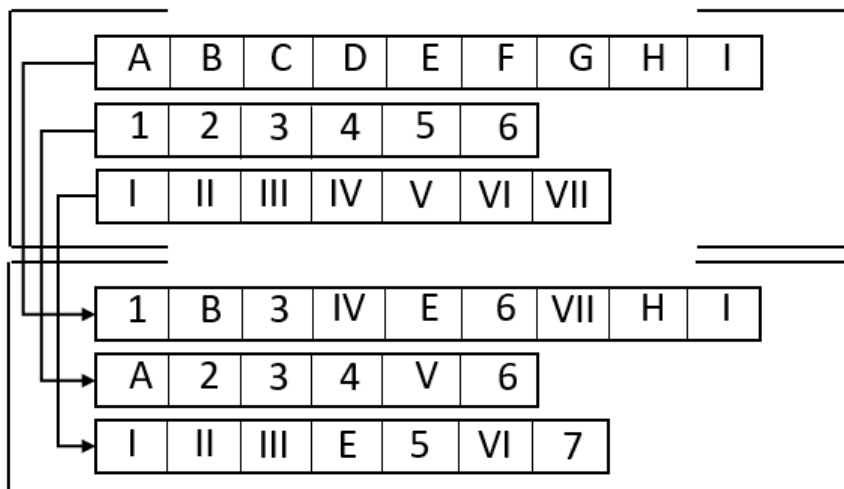 A B C D E F G H I
1 2 3 4 5 6
I II III IV V VI VII
1 B 3 IV E 6 VII H I
A 2 3 4 V 6
I II III E 5 VI 7